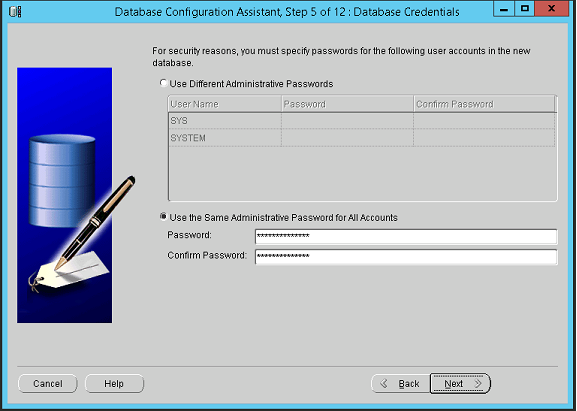 Database Configuration Assistant, Step 5 of 12 : Database Credentials
For security reasons, you must specify passwords for the following user accounts in the new
database.
Use Different Administrative Passwords
User Name Password Confirm Password
SYS
SYSTEM
Use the Same Administrative Password for All Accounts
Password: **************
Confirm Password: **************
Cancel Help Back Next